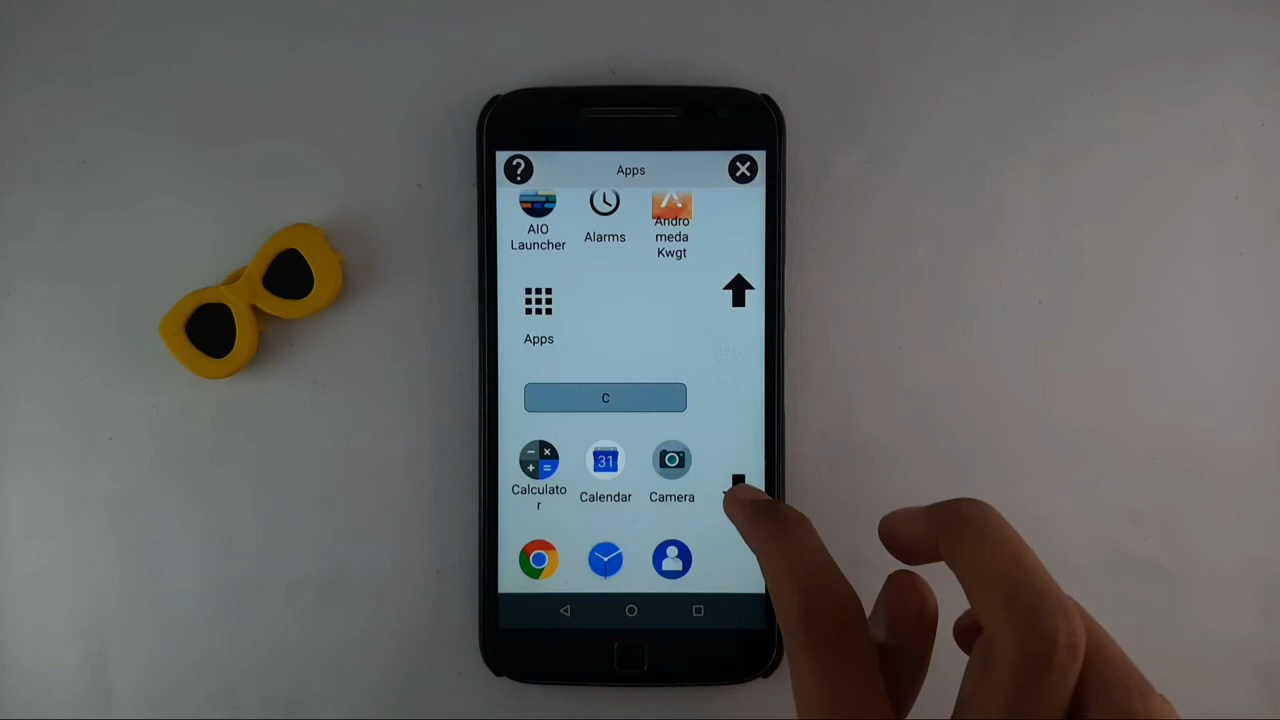 ?
Apps
AIO
Launcher
Alarms
Andro
meda
Kwgt
Apps
C
31
Calculato
r
Calendar
Camera